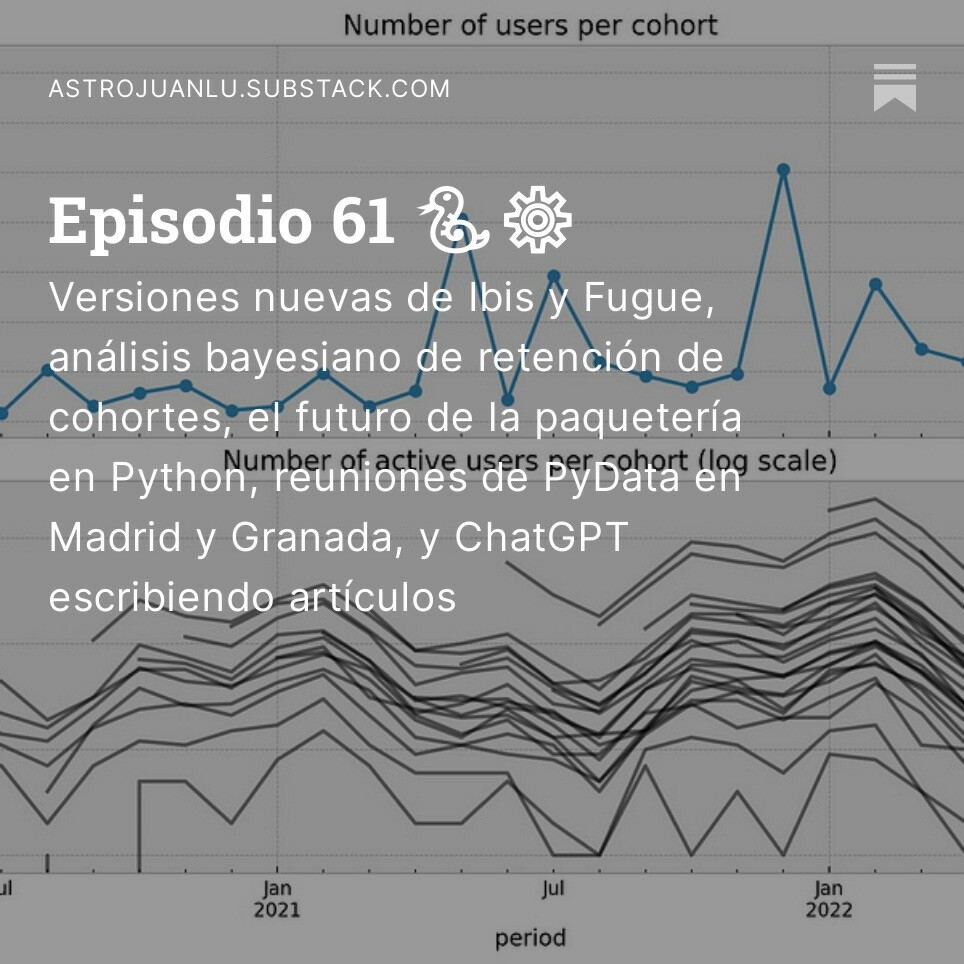 Number of users per cohort
ASTROJUANLU.SUBSTACK.COM
Episodio 61 🐍⚙️
Versiones nuevas de Ibis y Fugue,
análisis bayesiano de retención de
cohortes, el futuro de la paquetería
Number of active users per cohort (log scale)
en Python, reuniones de PyData en
Madrid y Granada, y ChatGPT
escribiendo artículos
ul Jan Jul Jan
2021 2022
period